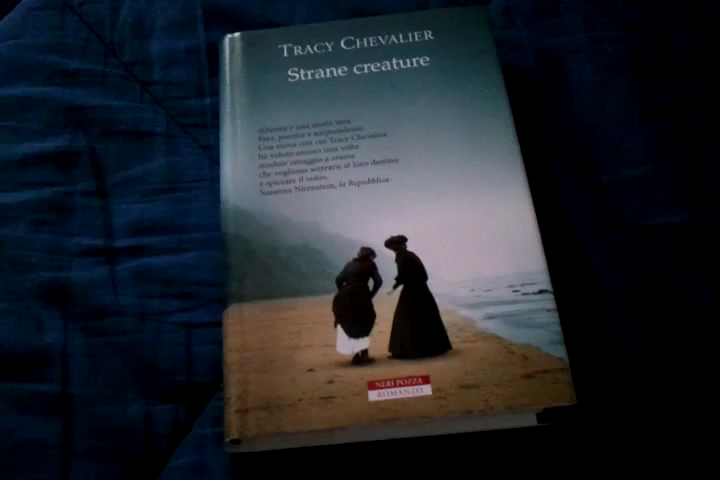 TRACY CHEVALIER
Strane creature
«Questa è una storia vera.
Vera, poetica e sorprendente.
Una storia con cui Tracy Chevalier
ha voluto ancora una volta
rendere omaggio a creature
che vogliono sottrarsi al loro destino
e spiccare il volo».
Susanna Nirenstein, la Repubblica
NERI POZZA
ROMANZO